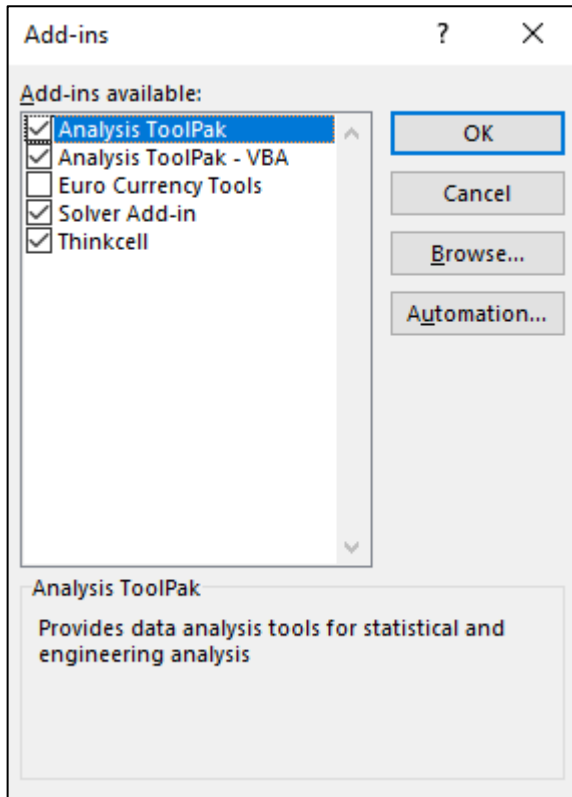 Add-ins
?
Add-ins available:
Analysis ToolPak
Analysis ToolPak - VBA
Euro Currency Tools
Solver Add-in
Thinkcell
OK
Cancel
Browse...
Automation...
Analysis ToolPak
Provides data analysis tools for statistical and
engineering analysis